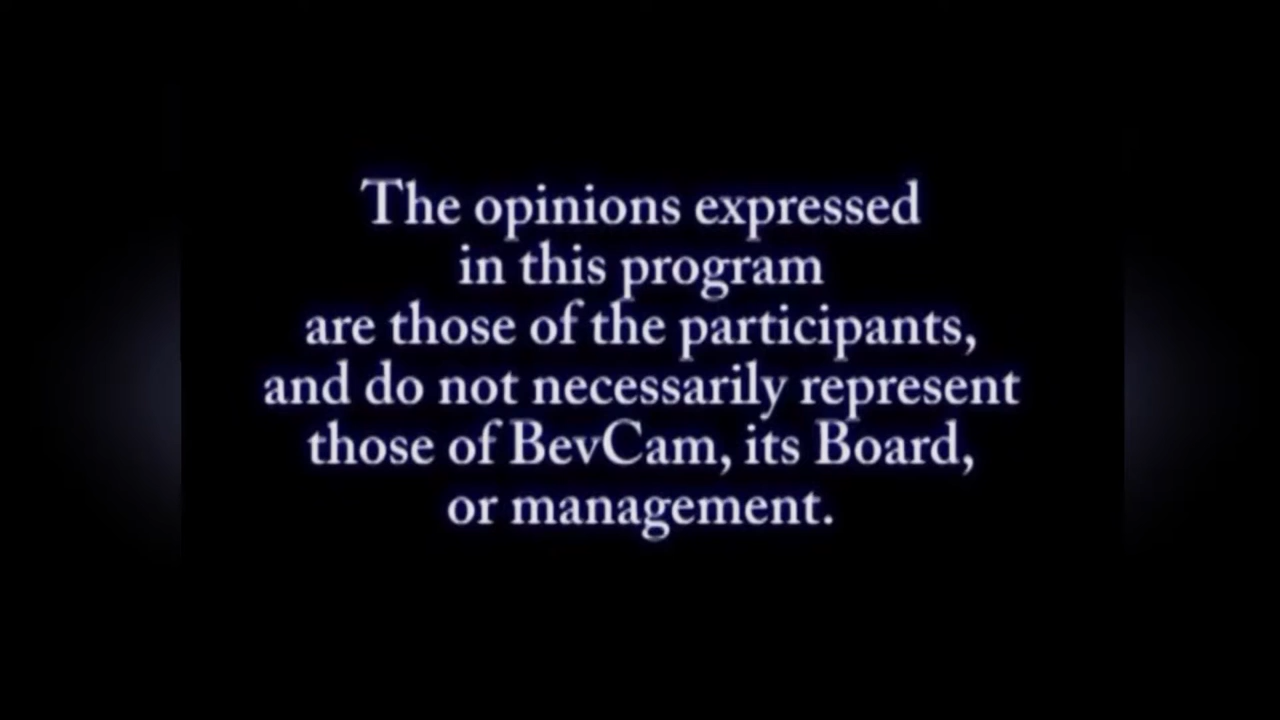 The opinions expressed
in this program
are those of the participants,
and do not necessarily represent
those of BevCam, its Board,
or management.